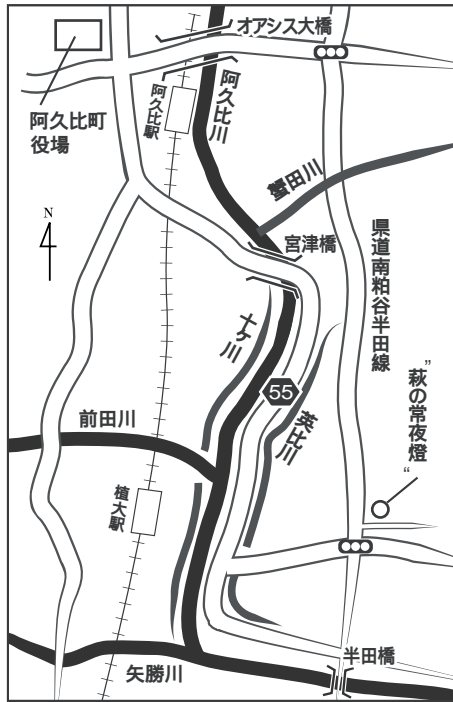 オアシス大橋
阿久比町
役場
阿久比駅
阿久比川
蟹田川
N
宮津橋
県道南粕谷半田線
十ヶ川
55
英比川
"萩の常夜燈"
前田川
植大駅
半田橋
矢勝川